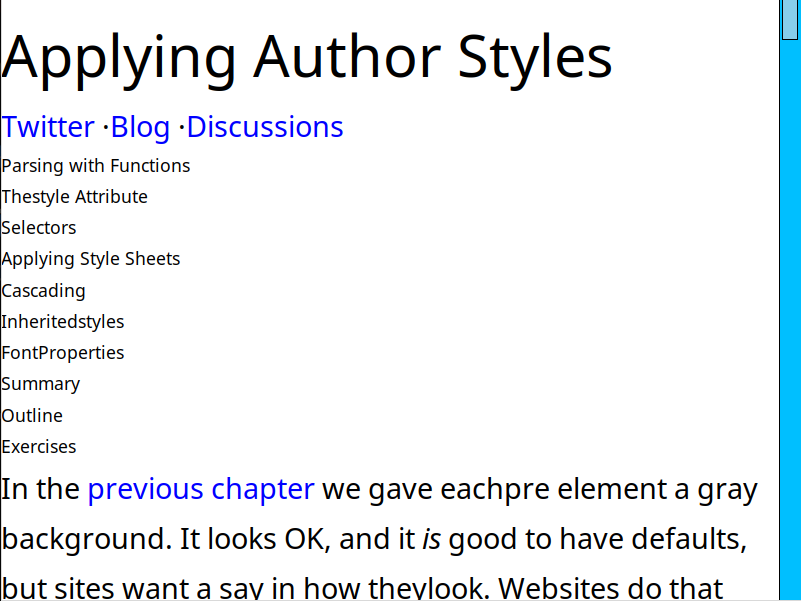 Applying Author Styles
Twitter ·Blog ·Discussions
Parsing with Functions
Thestyle Attribute
Selectors
Applying Style Sheets
Cascading
Inheritedstyles
FontProperties
Summary
Outline
Exercises
In the previous chapter we gave eachpre element a gray
background. It looks OK, and it is good to have defaults,
but sites want a say in how theylook. Websites do that